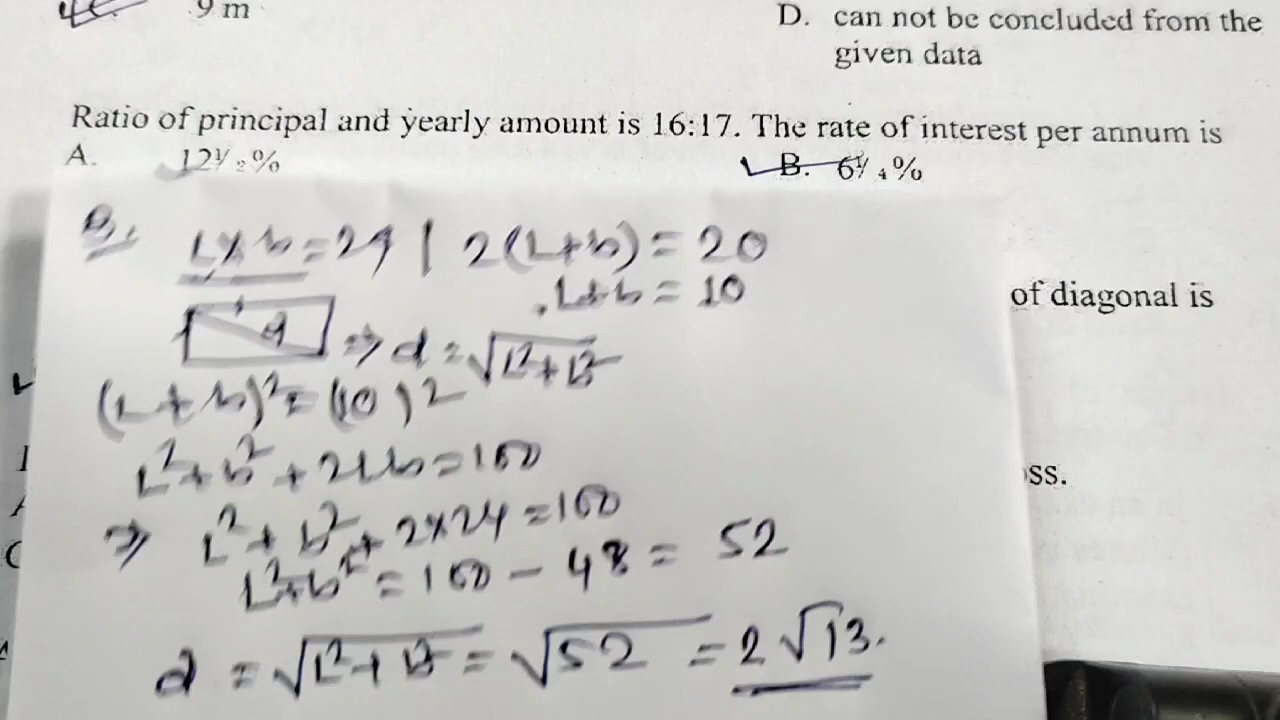 9 m
D. can not be concluded from the
given data
Ratio of principal and yearly amount is 16:17. The rate of interest per annum is
A. 12½% B. 6¼%
L×b=24 | 2(L+b)=20
L+b=10
d ⇒ d=√L²+b²
(L+b)²=(10)2
L²+b²+2Lb=100
of diagonal is
⇒ L²+b²+2×24=100
L²+b²=100-48= 52
ss.
d =√L²+b² =√52 =2√13.